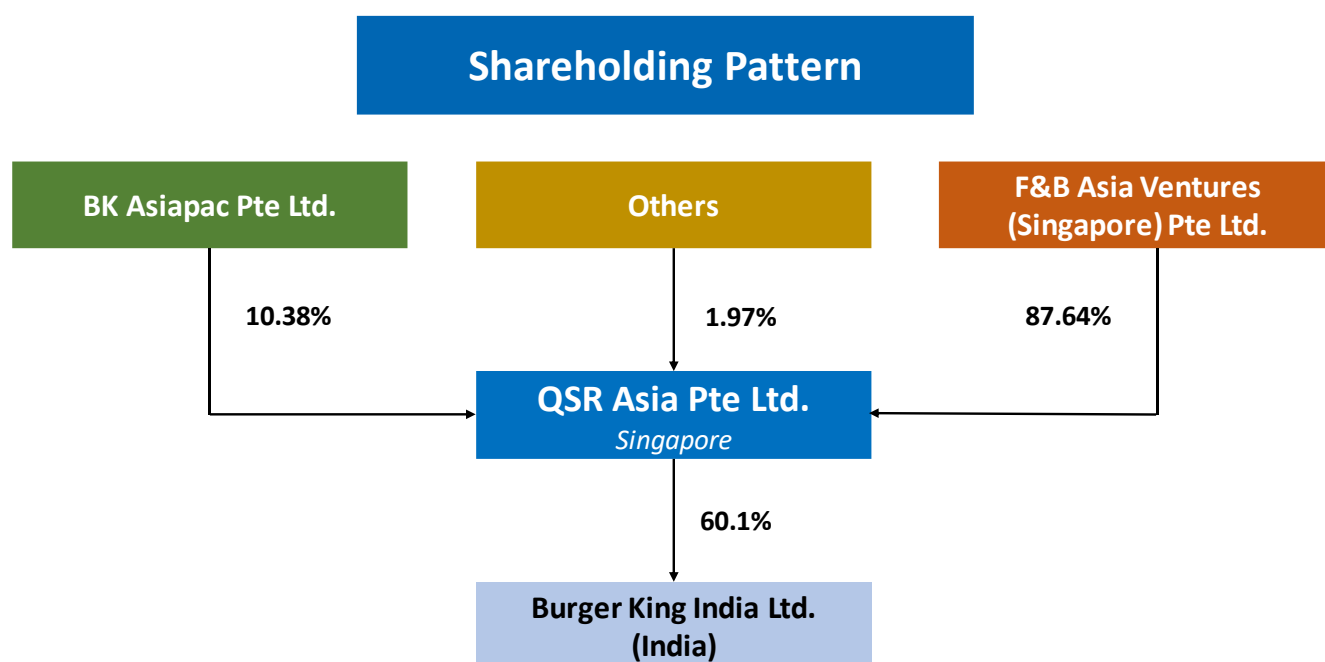 Shareholding Pattern
BK Asiapac Pte Ltd.
Others
F&B Asia Ventures
(Singapore) Pte Ltd.
10.38%
1.97%
87.64%
QSR Asia Pte Ltd.
Singapore
60.1%
Burger King India Ltd.
(India)